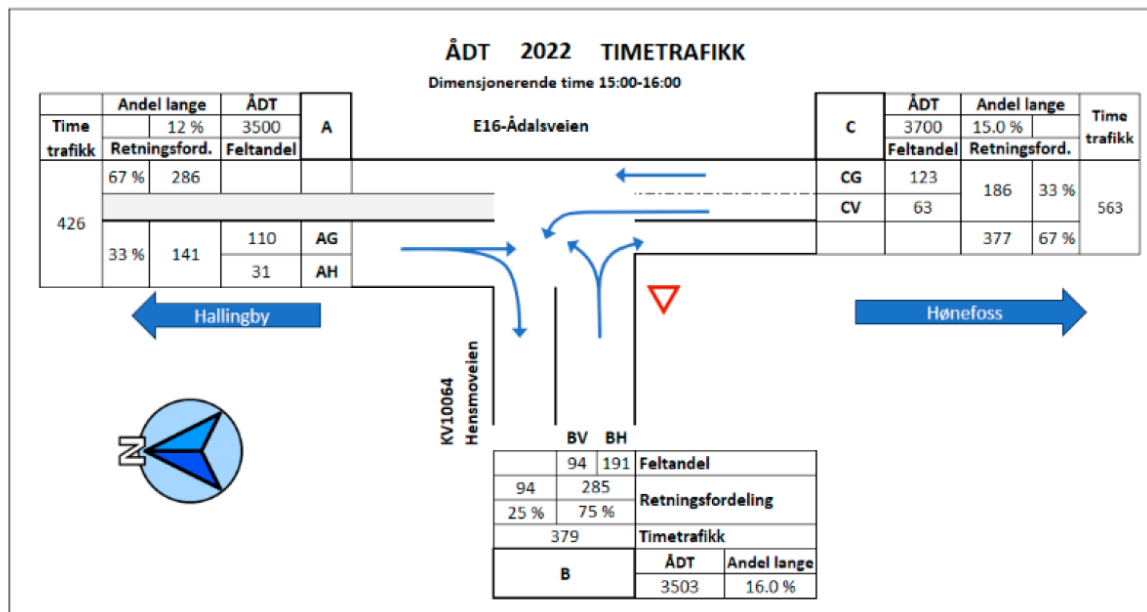 ÅDT 2022 TIMETRAFIKK
Dimensjonerende time 15:00-16:00
Time trafikk
Andel lange
ÅDT
12 %
3500
A
Retningsford.
Feltandel
67 %
286
426
33 %
141
110
AG
31
AH
E16-Ådalsveien
C
ÅDT
Andel lange
Time trafikk
3700
15.0 %
Feltandel
Retningsford.
CG
123
186
33 %
563
CV
63
377
67 %
Hallingby
Hønefoss
KV10064
Hensmoveien
N
BV BH
94 191 Feltandel
94 285 Retningsfordeling
25 % 75 %
379 Timetrafikk
B
ÅDT Andel lange
3503 16.0 %